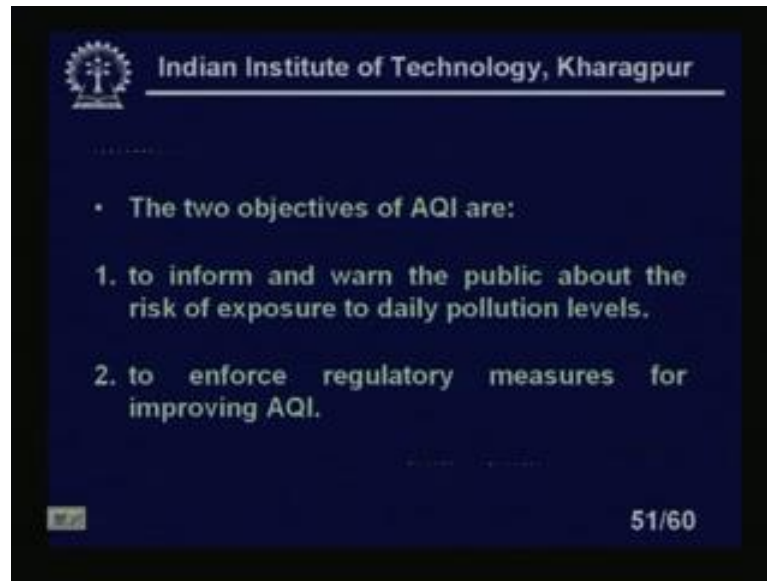 Indian Institute of Technology, Kharagpur
• The two objectives of AQI are:
1. to inform and warn the public about the
risk of exposure to daily pollution levels.
2. to enforce regulatory measures for
improving AQI.
51/60